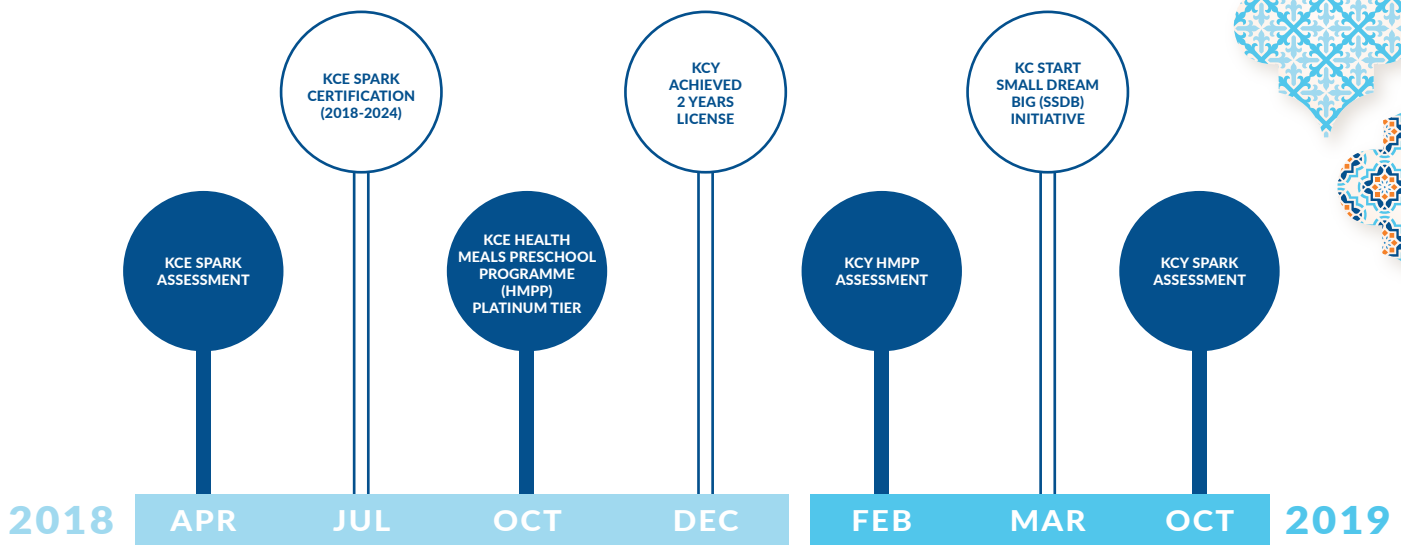 KCE SPARK
CERTIFICATION
(2018-2024)
KCY
ACHIEVED
2 YEARS
LICENSE
KC START
SMALL DREAM
BIG (SSDB)
INITIATIVE
KCE SPARK
ASSESSMENT
KCE HEALTH
MEALS PRESCHOOL
PROGRAMME
(HMPP)
PLATINUM TIER
KCY HMPP
ASSESSMENT
KCY SPARK
ASSESSMENT
2018 APR JUL OCT DEC FEB MAR OCT 2019